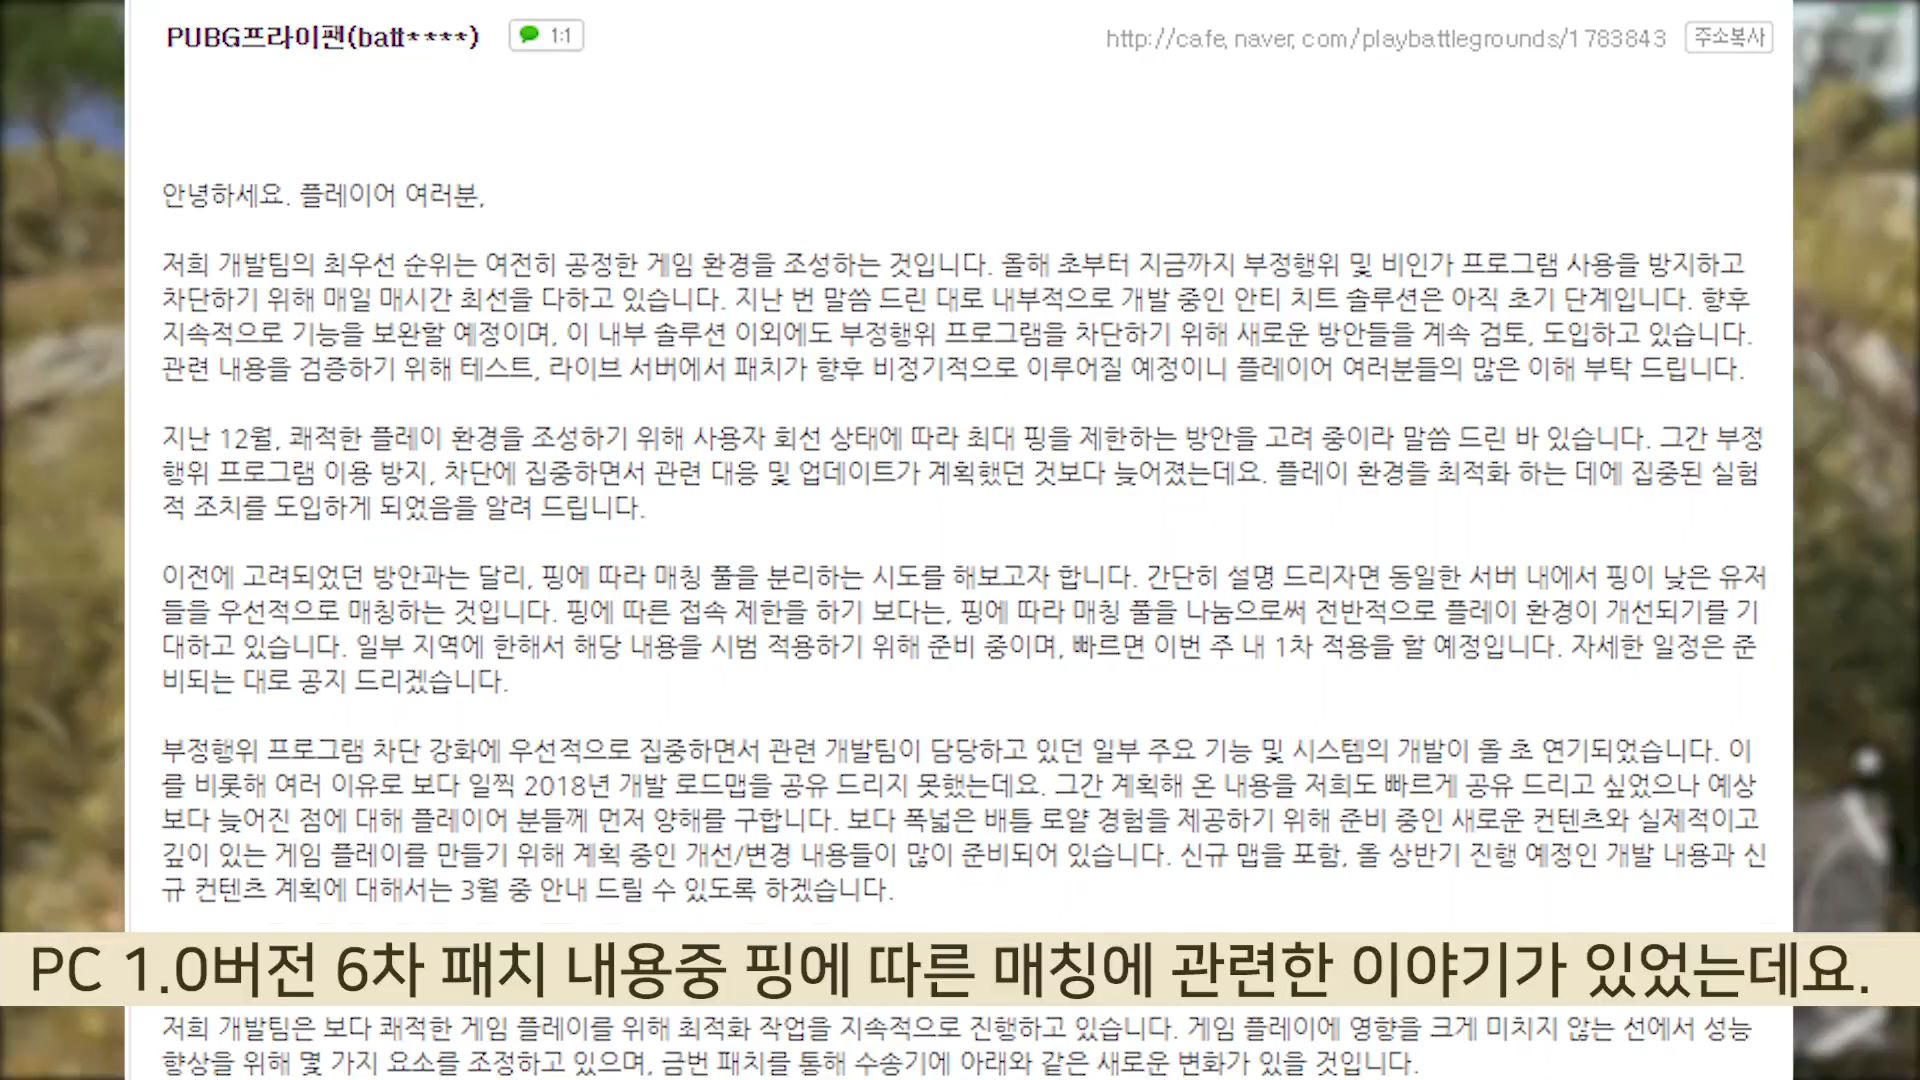 PUBG프라이팬(batt****) 1:1 http://cafe.naver.com/playbattlegrounds/1783843 주소복사
안녕하세요. 플레이어 여러분,
저희 개발팀의 최우선 순위는 여전히 공정한 게임 환경을 조성하는 것입니다. 올해 초부터 지금까지 부정행위 및 비인가 프로그램 사용을 방지하고
차단하기 위해 매일 매시간 최선을 다하고 있습니다. 지난 번 말씀 드린 대로 내부적으로 개발 중인 안티 치트 솔루션은 아직 초기 단계입니다. 향후
지속적으로 기능을 보완할 예정이며, 이 내부 솔루션 이외에도 부정행위 프로그램을 차단하기 위해 새로운 방안들을 계속 검토, 도입하고 있습니다.
관련 내용을 검증하기 위해 테스트, 라이브 서버에서 패치가 향후 비정기적으로 이루어질 예정이니 플레이어 여러분들의 많은 이해 부탁 드립니다.
지난 12월, 쾌적한 플레이 환경을 조성하기 위해 사용자 회선 상태에 따라 최대 핑을 제한하는 방안을 고려 중이라 말씀 드린 바 있습니다. 그간 부정
행위 프로그램 이용 방지, 차단에 집중하면서 관련 대응 및 업데이트가 계획했던 것보다 늦어졌는데요. 플레이 환경을 최적화 하는 데에 집중된 실험
적 조치를 도입하게 되었음을 알려 드립니다.
이전에 고려되었던 방안과는 달리, 핑에 따라 매칭 풀을 분리하는 시도를 해보고자 합니다. 간단히 설명 드리자면 동일한 서버 내에서 핑이 낮은 유저
들을 우선적으로 매칭하는 것입니다. 핑에 따른 접속 제한을 하기 보다는, 핑에 따라 매칭 풀을 나눔으로써 전반적으로 플레이 환경이 개선되기를 기
대하고 있습니다. 일부 지역에 한해서 해당 내용을 시범 적용하기 위해 준비 중이며, 빠르면 이번 주 내 1차 적용을 할 예정입니다. 자세한 일정은 준
비되는 대로 공지 드리겠습니다.
부정행위 프로그램 차단 강화에 우선적으로 집중하면서 관련 개발팀이 담당하고 있던 일부 주요 기능 및 시스템의 개발이 올 초 연기되었습니다. 이
를 비롯해 여러 이유로 보다 일찍 2018년 개발 로드맵을 공유 드리지 못했는데요. 그간 계획해 온 내용을 저희도 빠르게 공유 드리고 싶었으나 예상
보다 늦어진 점에 대해 플레이어 분들께 먼저 양해를 구합니다. 보다 폭넓은 배틀 로얄 경험을 제공하기 위해 준비 중인 새로운 컨텐츠와 실제적이고
깊이 있는 게임 플레이를 만들기 위해 계획 중인 개선/변경 내용들이 많이 준비되어 있습니다. 신규 맵을 포함, 올 상반기 진행 예정인 개발 내용과 신
규 컨텐츠 계획에 대해서는 3월 중 안내 드릴 수 있도록 하겠습니다.
PC 1.0버전 6차 패치 내용중 핑에 따른 매칭에 관련한 이야기가 있었는데요.
저희 개발팀은 보다 쾌적한 게임 플레이를 위해 최적화 작업을 지속적으로 진행하고 있습니다. 게임 플레이에 영향을 크게 미치지 않는 선에서 성능
향상을 위해 몇 가지 요소를 조정하고 있으며, 금번 패치를 통해 수송기에 아래와 같은 새로운 변화가 있을 것입니다.